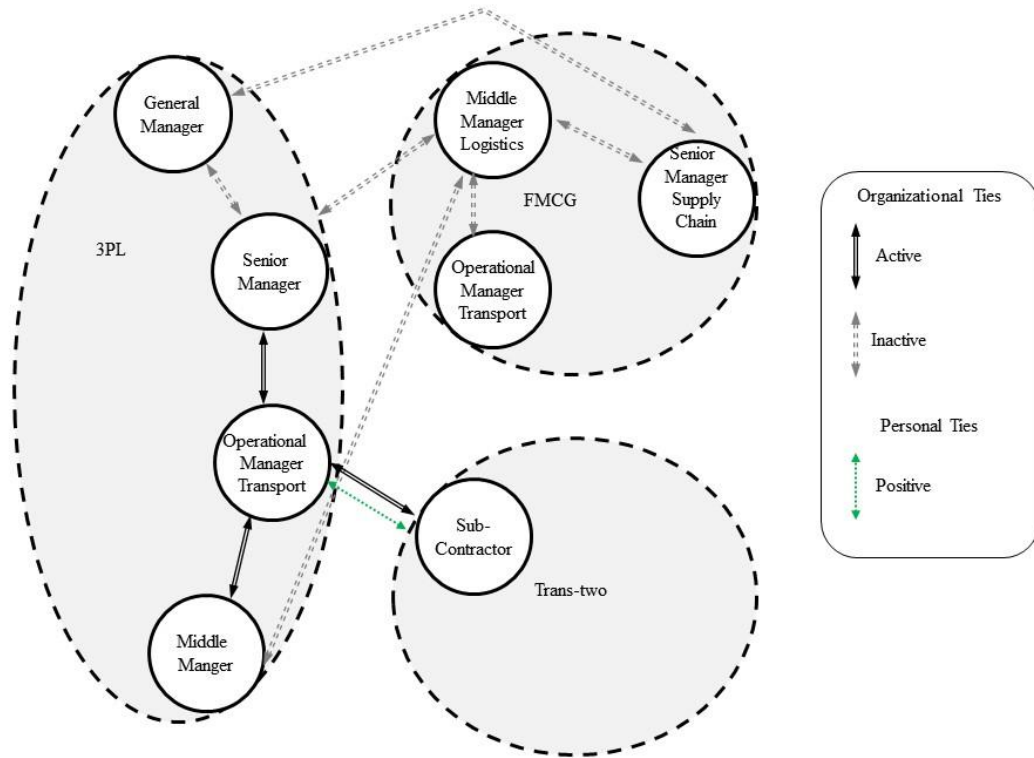 General
Manager
3PL
Senior
Manager
Operational
Manager
Transport
Middle
Manger
Middle
Manager
Logistics
FMCG
Senior
Manager
Supply
Chain
Operational
Manager
Transport
Sub-
Contractor
Trans-two
Organizational Ties
Active
Inactive
Personal Ties
Positive